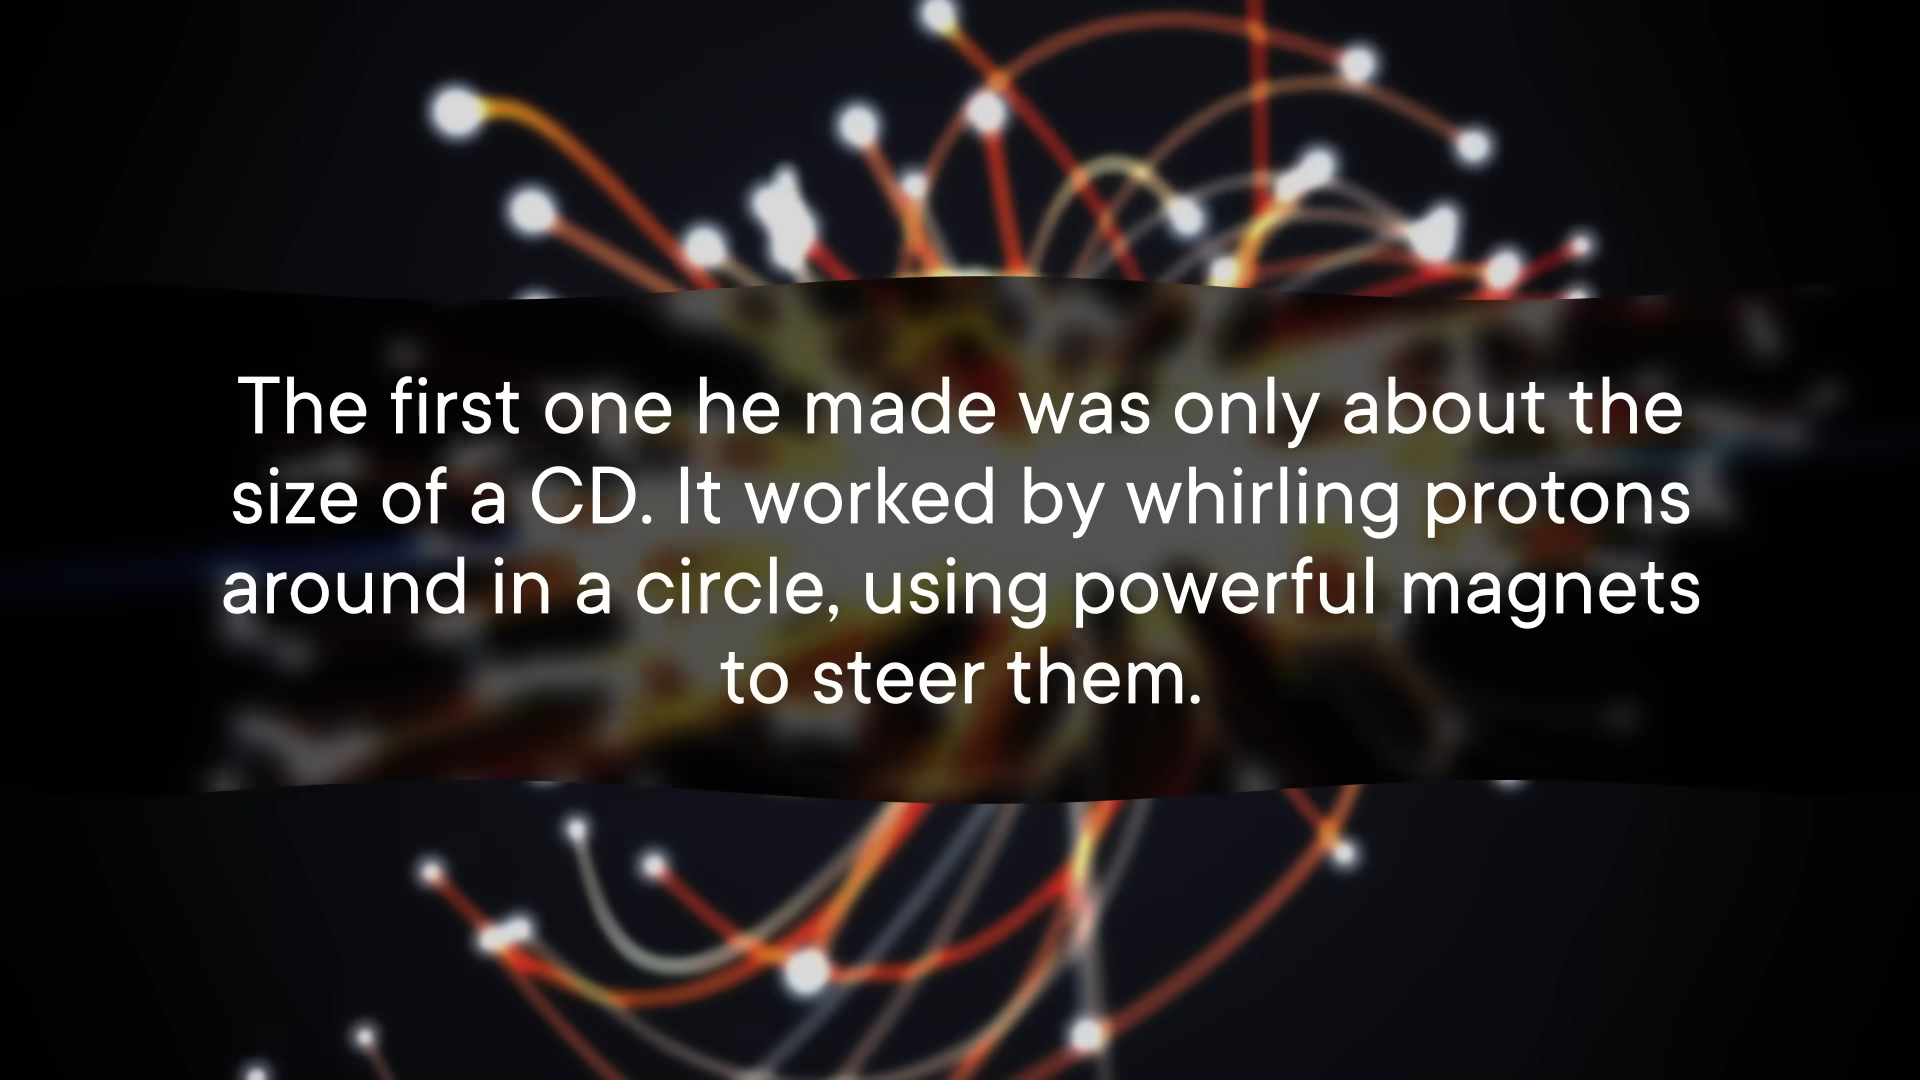 The first one he made was only about the
size of a CD. It worked by whirling protons
around in a circle, using powerful magnets
to steer them.